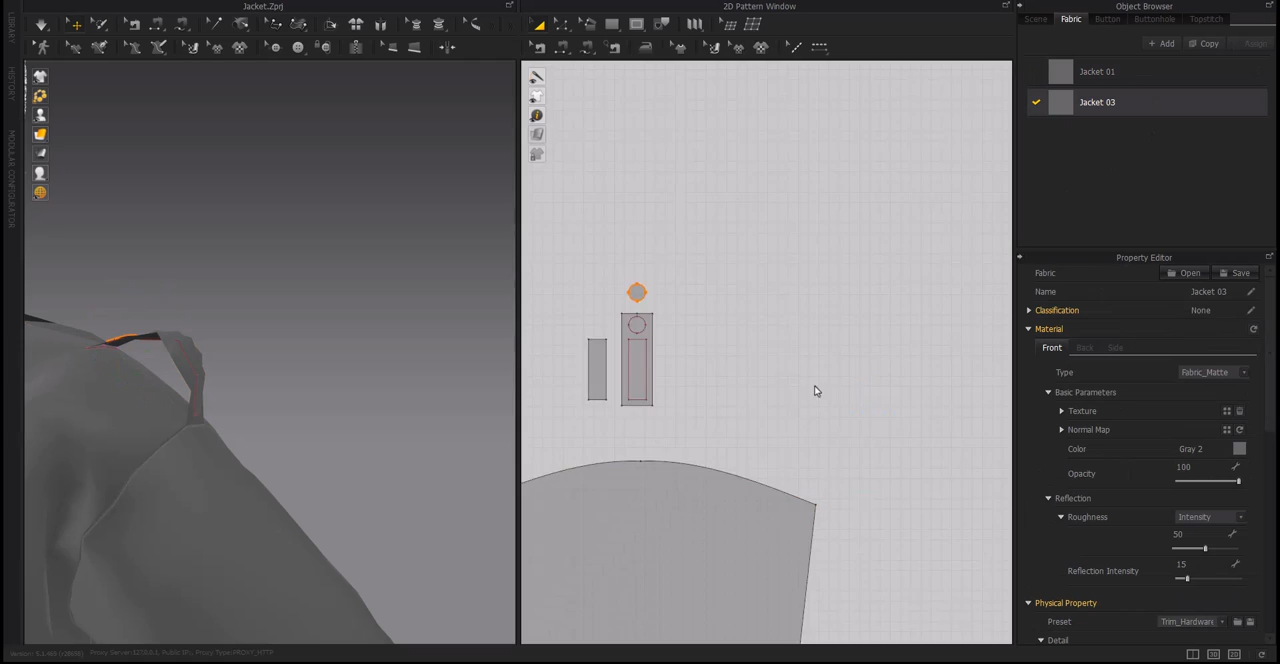 Jacket.Zprj
2D Pattern Window
Object Browser
LIBRARY
HISTORY
MODULAR CONFIGURATOR
Scene Fabric Button Buttonhole Topstitch
+ Add Copy Assign
Jacket 01
Jacket 03
Property Editor
Fabric Open Save
Name Jacket 03
Classification None
Material
Front Back Side
Type Fabric_Matte
Basic Parameters
Texture
Normal Map
Color Gray 2
Opacity 100
Reflection
Roughness Intensity
50
Reflection Intensity 15
Physical Property
Preset Trim_Hardware
Detail
3D 2D